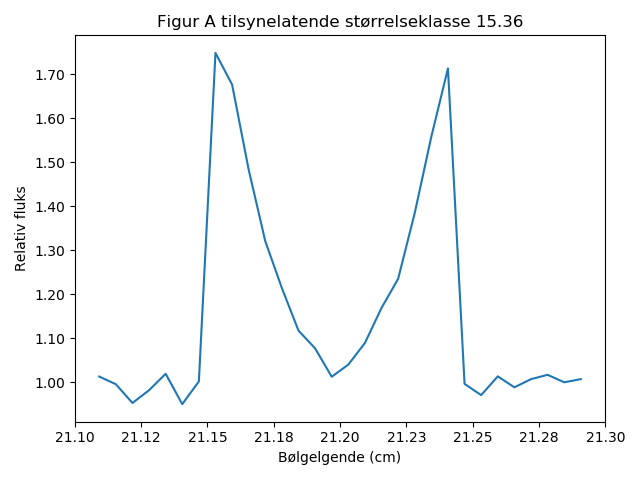 Figur A tilsynelatende størrelseklasse 15.36
Relativ fluks
1.70
1.60
1.50
1.40
1.30
1.20
1.10
1.00
21.10 21.12 21.15 21.18 21.20 21.23 21.25 21.28 21.30
Bølgelgende (cm)